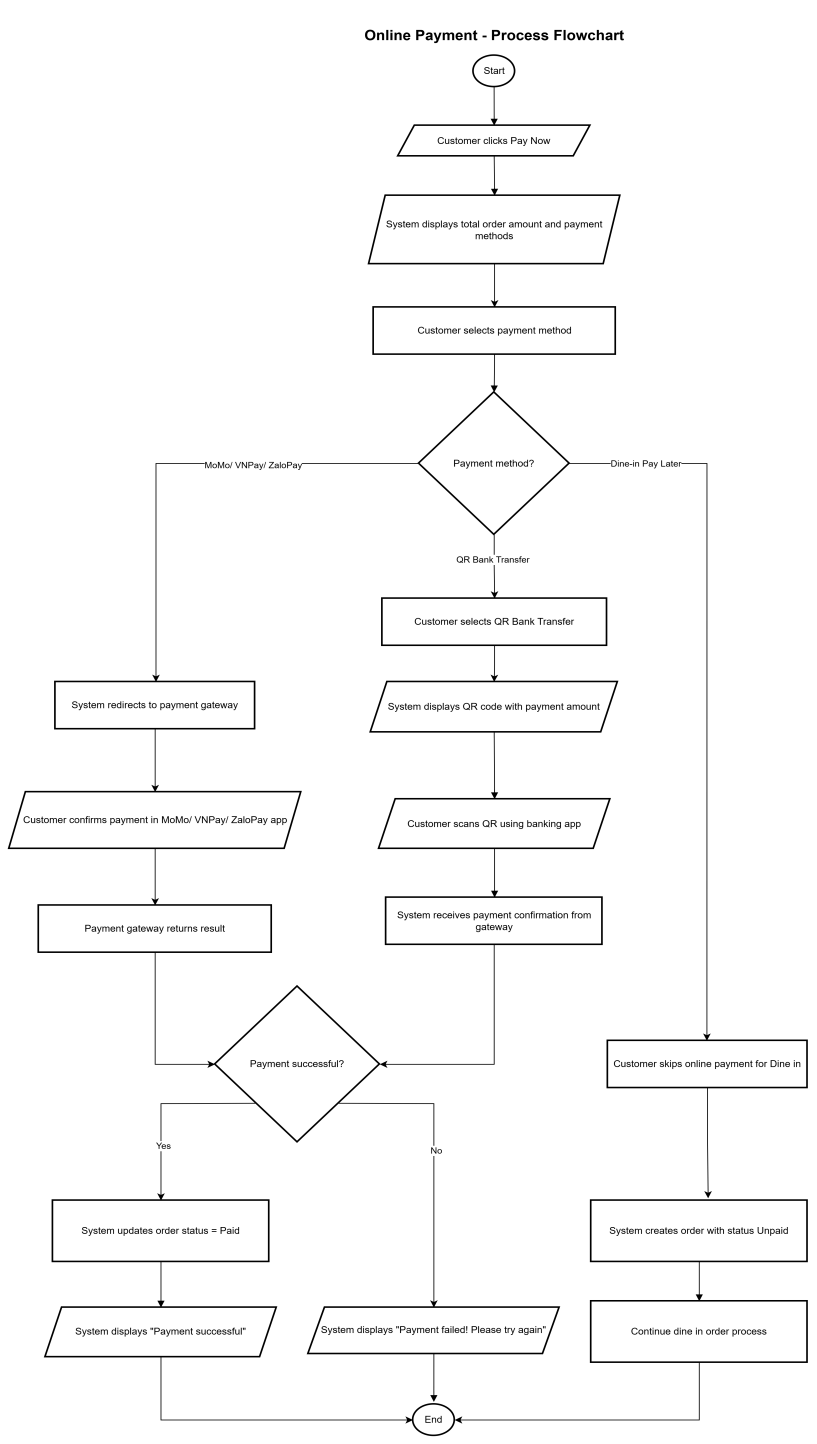 Online Payment - Process Flowchart
Start
Customer clicks Pay Now
System displays total order amount and payment
methods
Customer selects payment method
Payment method?
MoMo/ VNPay/ ZaloPay
Dine-in Pay Later
QR Bank Transfer
Customer selects QR Bank Transfer
System redirects to payment gateway
System displays QR code with payment amount
Customer confirms payment in MoMo/ VNPay/ ZaloPay app
Customer scans QR using banking app
Payment gateway returns result
System receives payment confirmation from
gateway
Payment successful?
Customer skips online payment for Dine in
Yes
No
System updates order status = Paid
System creates order with status Unpaid
System displays "Payment successful"
System displays "Payment failed! Please try again"
Continue dine in order process
End